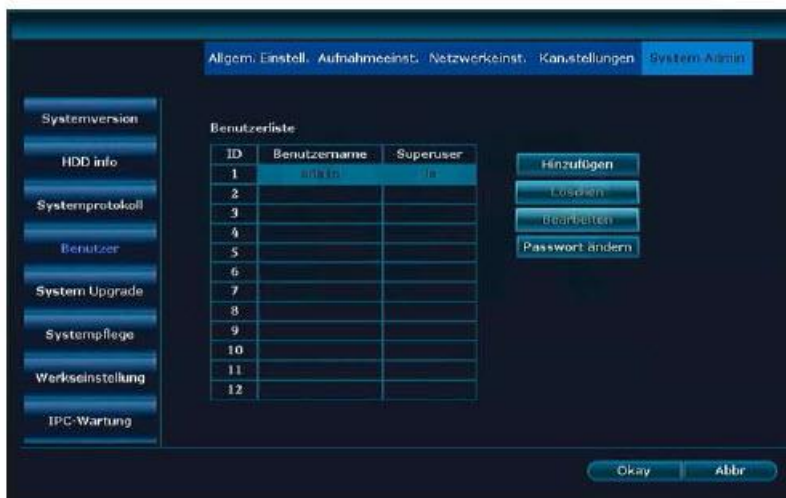 Allgem. Einstell. Aufnahmeeinst. Netzwerkeinst. Kan.stellungen System Admin
Systemversion
HDD info
Systemprotokoll
Benutzer
System Upgrade
Systempflege
Werkseinstellung
IPC-Wartung
Benutzerliste
ID Benutzername Superuser
1 admin Ja
2
3
4
5
6
7
8
9
10
11
12
Hinzufügen
Löschen
Bearbeiten
Passwort ändern
Okay Abbr